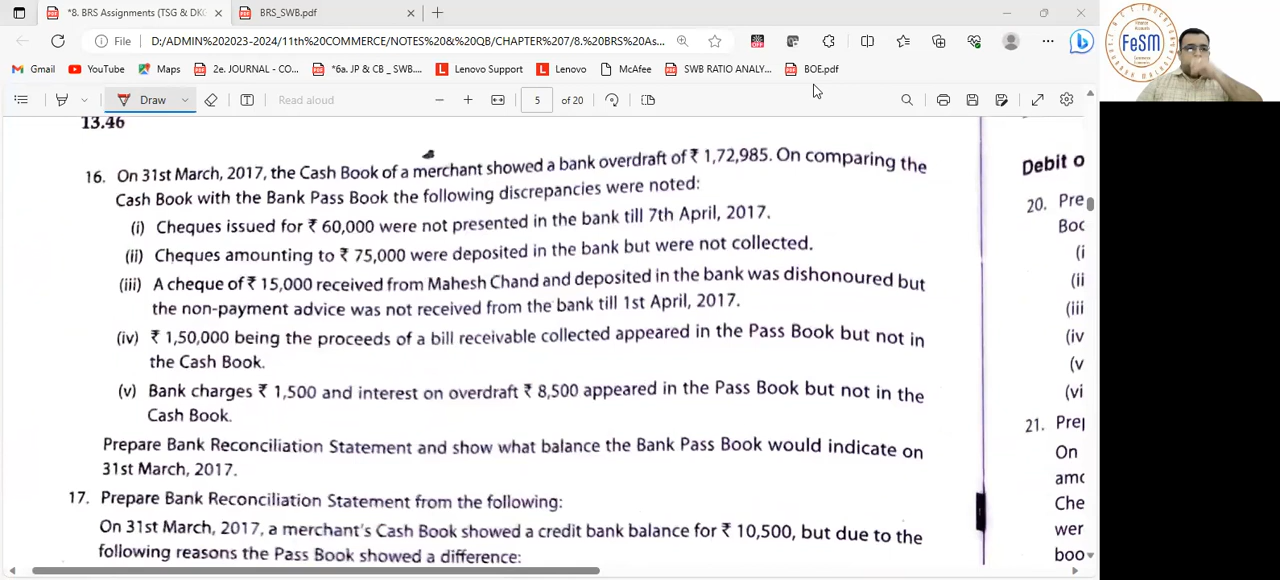 *8. BRS Assignments (TSG & DK
BRS_SWB.pdf
File
D:/ADMIN%202023-2024/11th%20COMMERCE/NOTES%20&%20QB/CHAPTER%207/8.%20BRS%20As...
Gmail
YouTube
Maps
2e. JOURNAL - CO...
*6a. JP & CB _ SWB....
Lenovo Support
Lenovo
McAfee
SWB RATIO ANALY...
BOE.pdf
Draw
Read aloud
5
of 20
FeSM
13.46
16. On 31st March, 2017, the Cash Book of a merchant showed a bank overdraft of ₹ 1,72,985. On comparing the
Cash Book with the Bank Pass Book the following discrepancies were noted:
(i) Cheques issued for ₹ 60,000 were not presented in the bank till 7th April, 2017.
(ii) Cheques amounting to ₹ 75,000 were deposited in the bank but were not collected.
(iii) A cheque of ₹ 15,000 received from Mahesh Chand and deposited in the bank was dishonoured but
the non-payment advice was not received from the bank till 1st April, 2017.
(iv) ₹ 1,50,000 being the proceeds of a bill receivable collected appeared in the Pass Book but not in
the Cash Book.
(v) Bank charges ₹ 1,500 and interest on overdraft ₹ 8,500 appeared in the Pass Book but not in the
Cash Book.
Prepare Bank Reconciliation Statement and show what balance the Bank Pass Book would indicate on
31st March, 2017.
17. Prepare Bank Reconciliation Statement from the following:
On 31st March, 2017, a merchant's Cash Book showed a credit bank balance for ₹ 10,500, but due to the
following reasons the Pass Book showed a difference:
Debit o
20. Pre
Boo
(i
(ii
(iii
(iv
(v
(vi
21. Prep
On
amo
Che
wer
boo